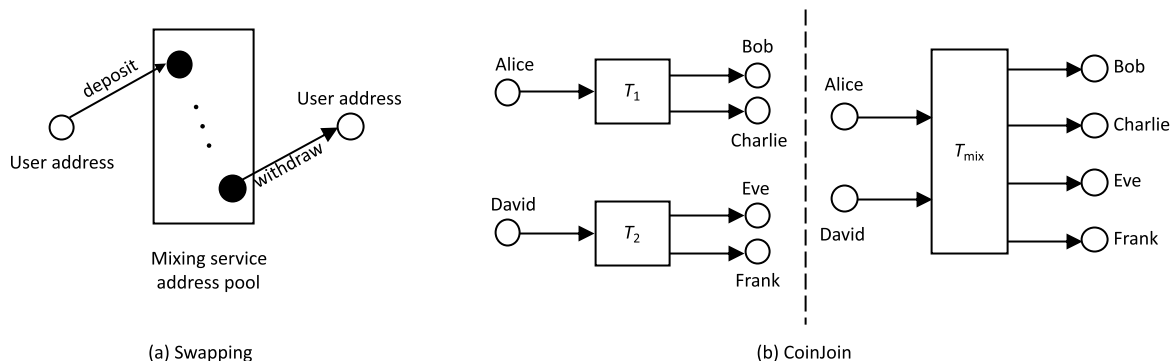 deposit
User address
withdraw
User address
Mixing service
address pool
(a) Swapping
Alice
T1
Bob
Charlie
David
T2
Eve
Frank
Alice
David
Tmix
Bob
Charlie
Eve
Frank
(b) CoinJoin